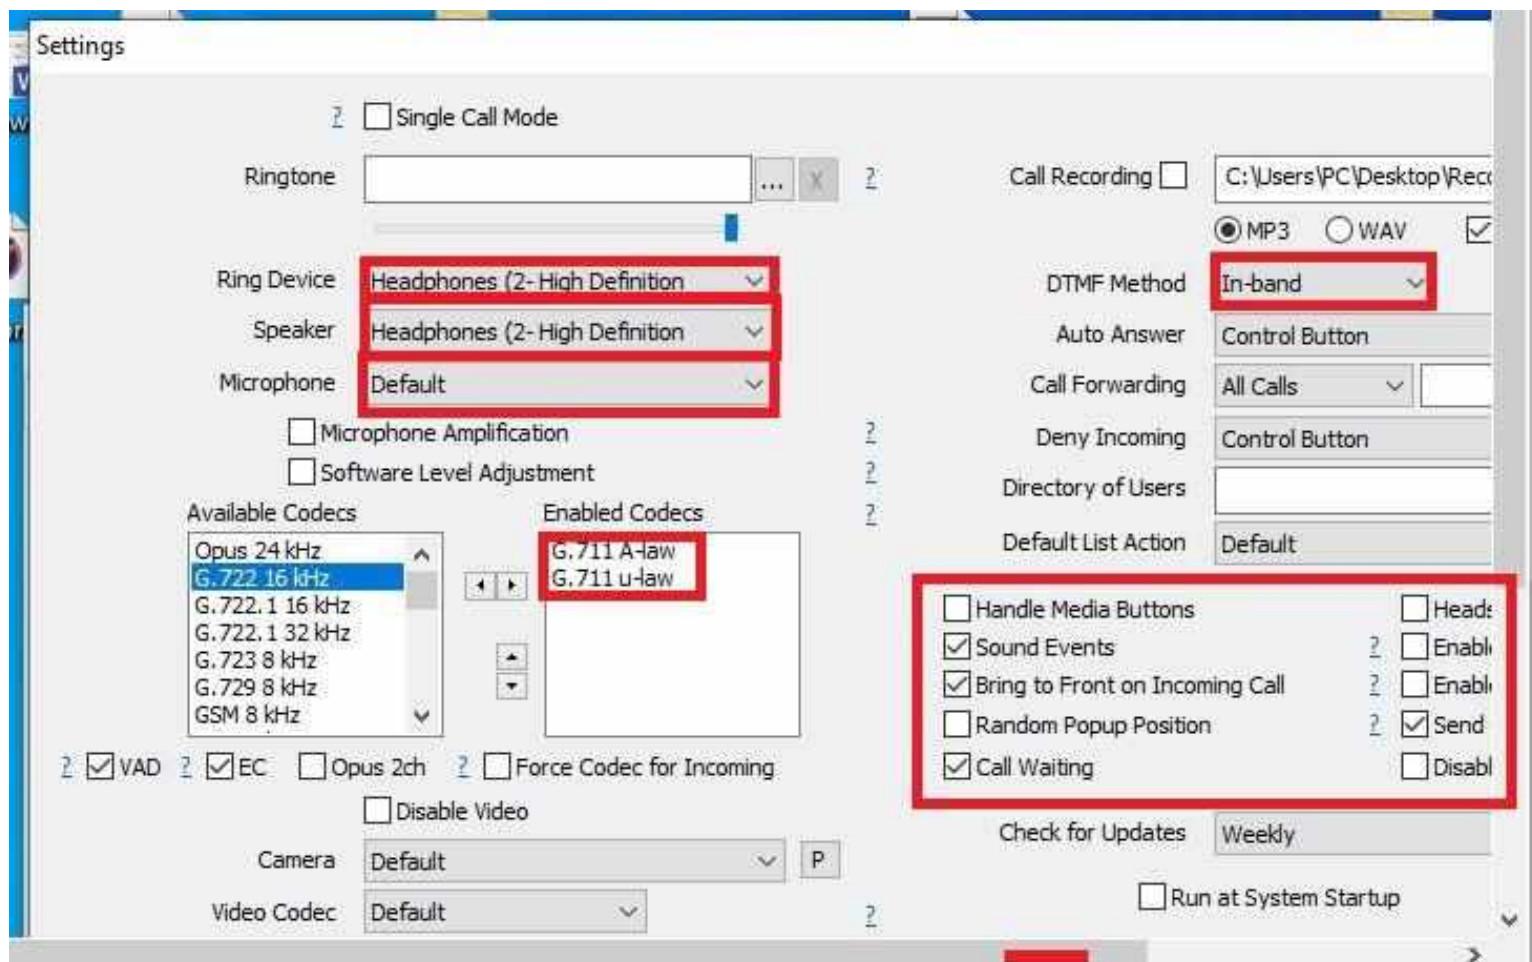 Settings
? Single Call Mode
Ringtone ... X ?
Ring Device Headphones (2- High Definition
Speaker Headphones (2- High Definition
Microphone Default
Microphone Amplification ?
Software Level Adjustment ?
Available Codecs Enabled Codecs ?
Opus 24 kHz
G.722 16 kHz
G.722.1 16 kHz
G.722.1 32 kHz
G.723 8 kHz
G.729 8 kHz
GSM 8 kHz
G.711 A-law
G.711 u-law
? VAD ? EC Opus 2ch ? Force Codec for Incoming
Disable Video
Camera Default P
Video Codec Default ?
Call Recording C:\Users\PC\Desktop\Reco
MP3 WAV
DTMF Method In-band
Auto Answer Control Button
Call Forwarding All Calls
Deny Incoming Control Button
Directory of Users
Default List Action Default
Handle Media Buttons Heads
Sound Events ? Enabl
Bring to Front on Incoming Call ? Enabl
Random Popup Position ? Send
Call Waiting Disabl
Check for Updates Weekly
Run at System Startup